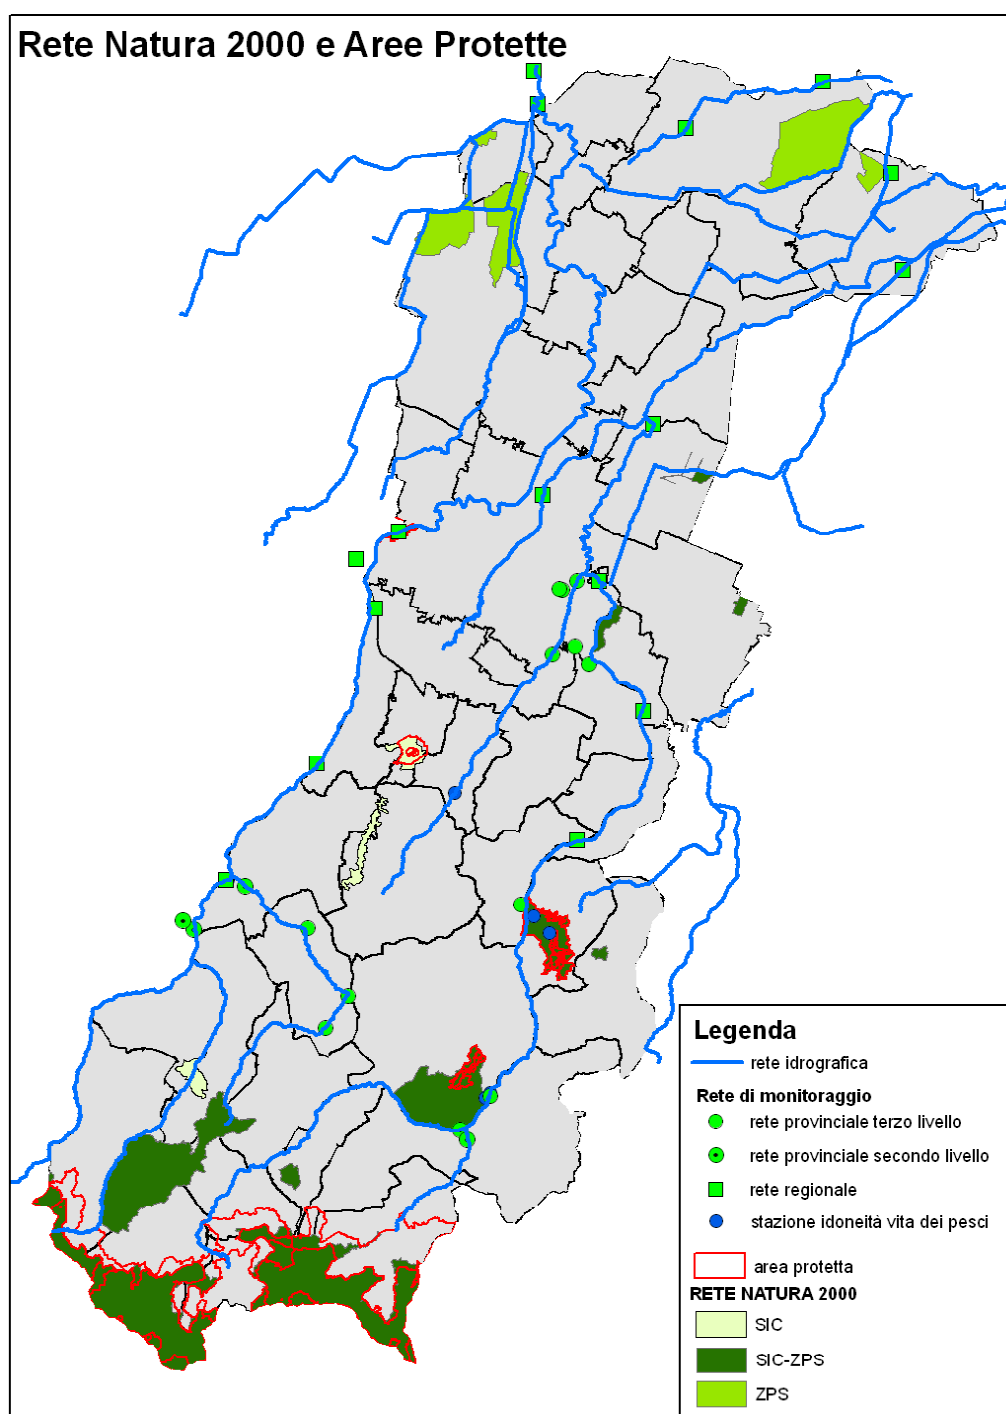 Rete Natura 2000 e Aree Protette
Legenda
rete idrografica
Rete di monitoraggio
rete provinciale terzo livello
rete provinciale secondo livello
rete regionale
stazione idoneità vita dei pesci
area protetta
RETE NATURA 2000
SIC
SIC-ZPS
ZPS